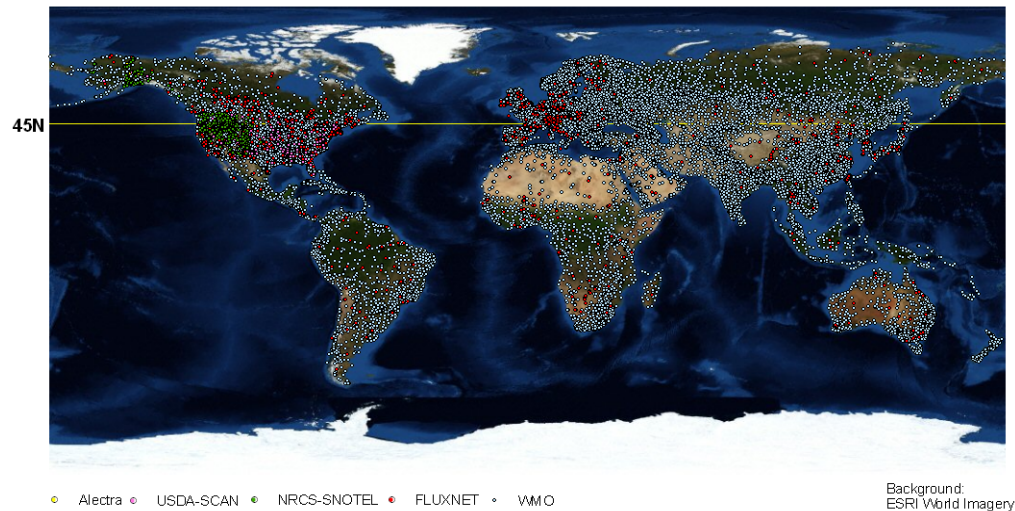 45N
Alectra USDA-SCAN NRCS-SNOTEL FLUXNET WMO
Background:
ESRI World Imagery